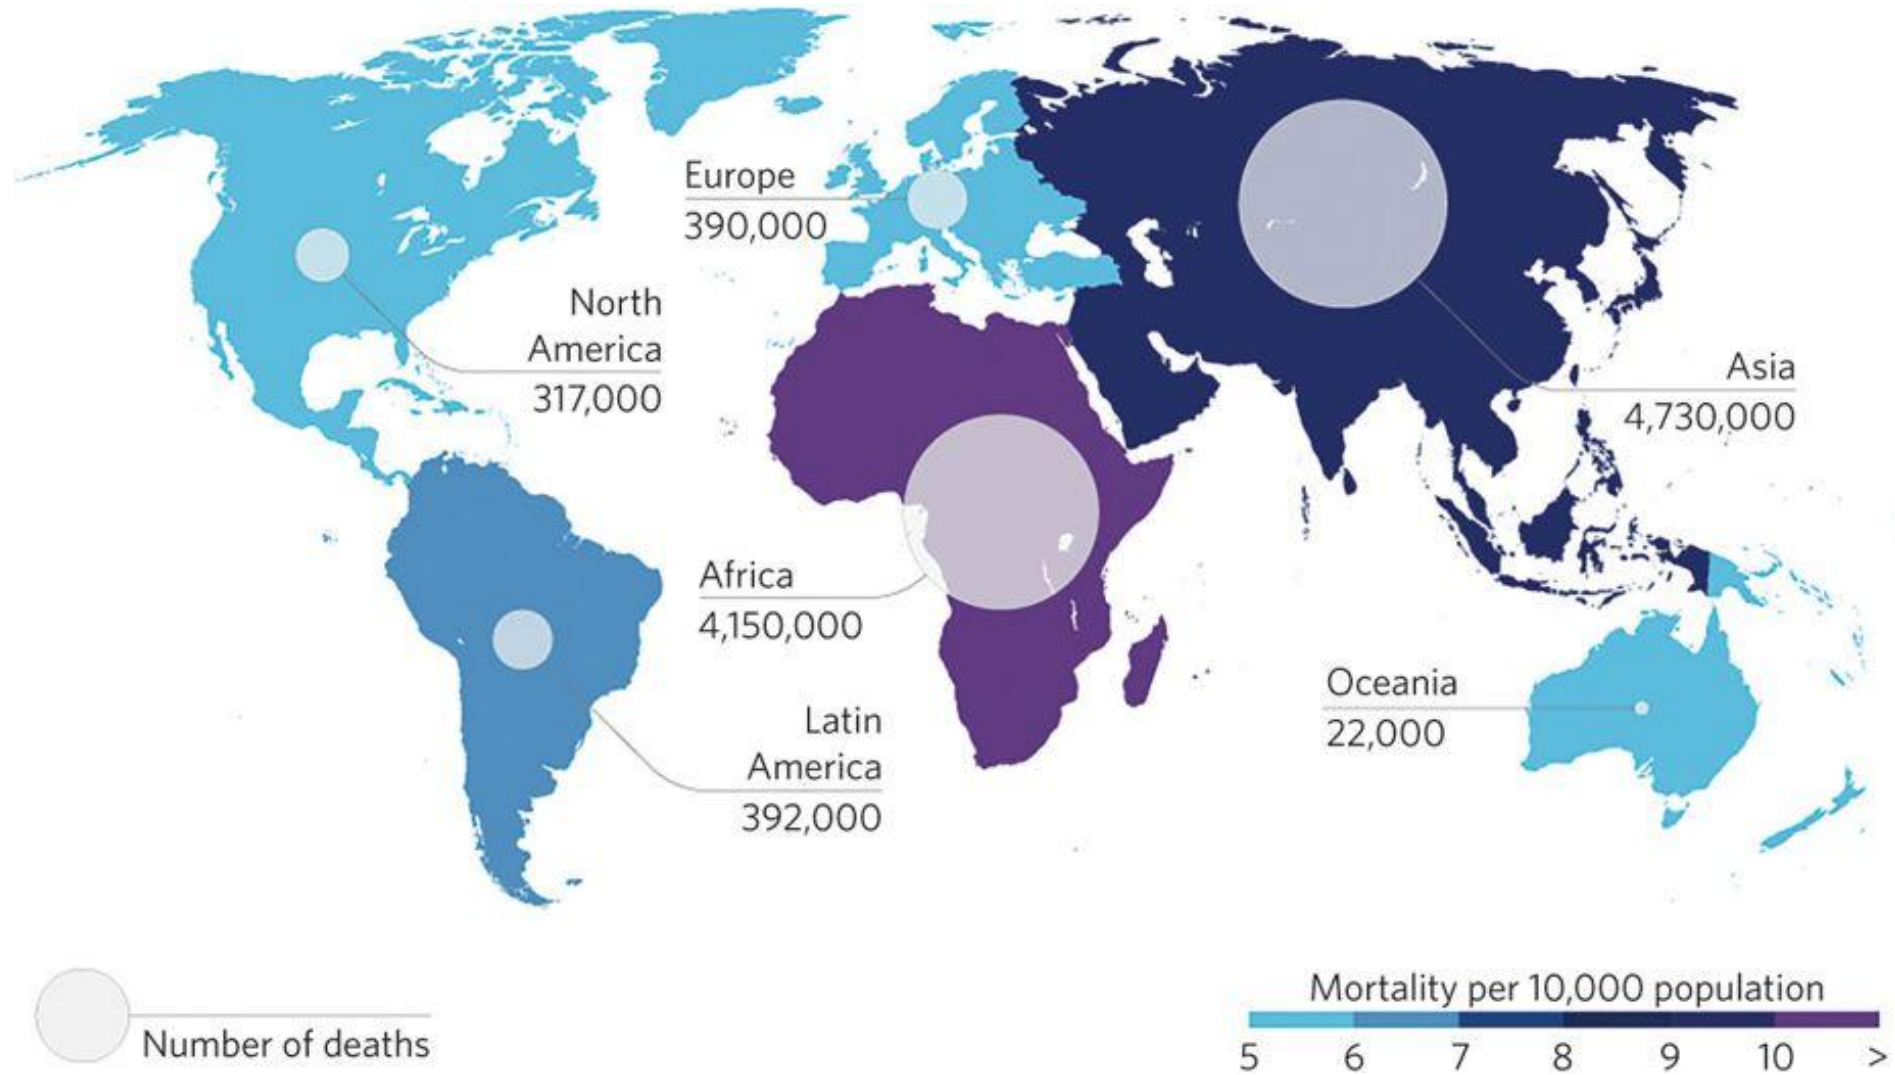 Europe
390,000
North
America
317,000
Asia
4,730,000
Africa
4,150,000
Oceania
22,000
Latin
America
392,000
Number of deaths
Mortality per 10,000 population
5 6 7 8 9 10 >